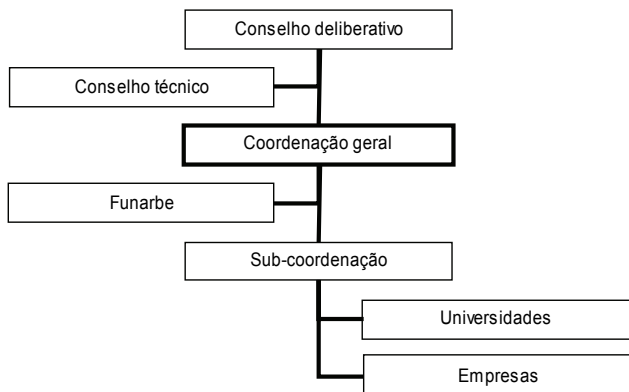 Conselho deliberativo
Conselho técnico
Coordenação geral
Funarbe
Sub-coordenação
Universidades
Empresas